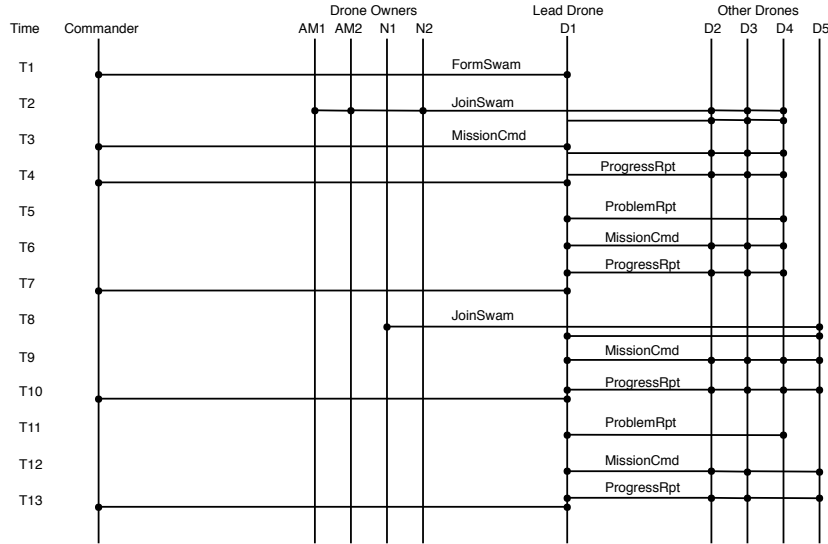 Drone Owners Lead Drone Other Drones
Time Commander AM1 AM2 N1 N2 D1 D2 D3 D4 D5
T1 FormSwam
T2 JoinSwam
T3 MissionCmd
T4 ProgressRpt
T5 ProblemRpt
T6 MissionCmd
T7 ProgressRpt
T8 JoinSwam
T9 MissionCmd
T10 ProgressRpt
T11 ProblemRpt
T12 MissionCmd
T13 ProgressRpt